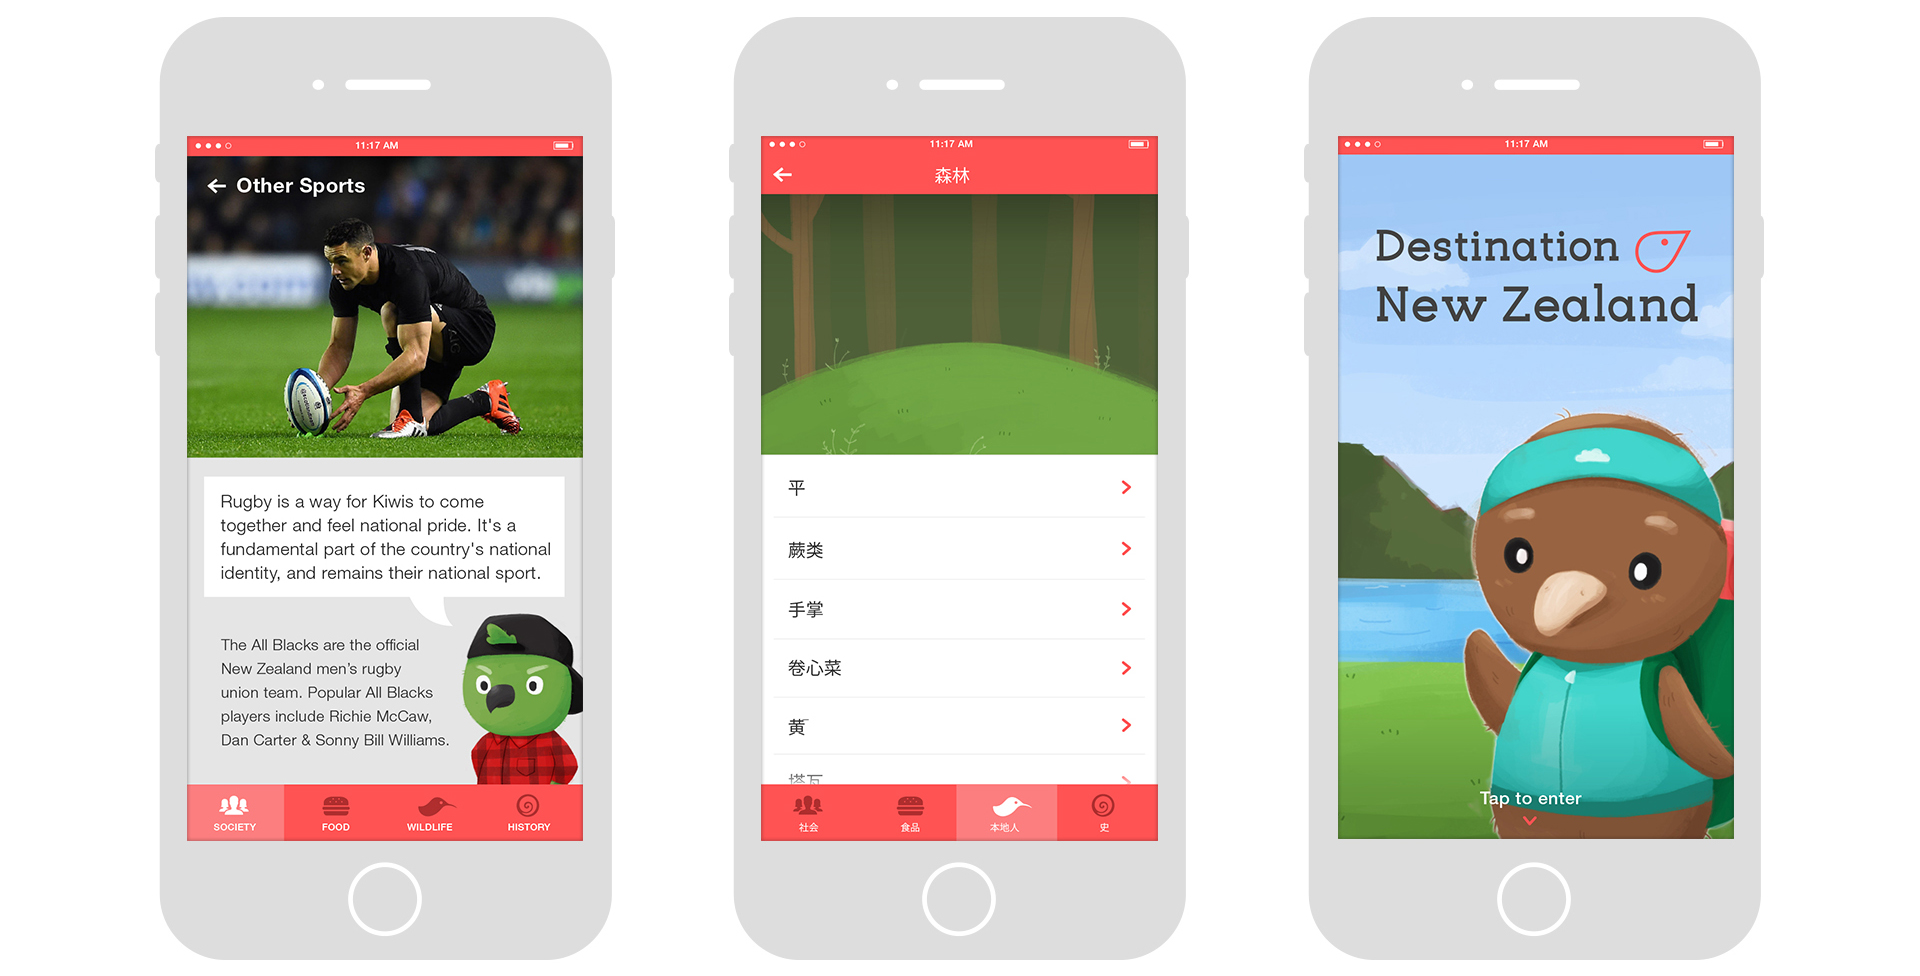 11:17 AM
Other Sports
Rugby is a way for Kiwis to come
together and feel national pride. It's a
fundamental part of the country's national
identity, and remains their national sport.
The All Blacks are the official
New Zealand men’s rugby
union team. Popular All Blacks
players include Richie McCaw,
Dan Carter & Sonny Bill Williams.
SOCIETY
FOOD
WILDLIFE
HISTORY
11:17 AM
森林
平
蕨类
手掌
卷心菜
黄
塔瓦
社会
食品
本地人
史
11:17 AM
Destination
New Zealand
Tap to enter